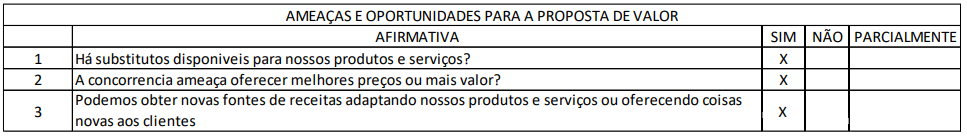 AMEAÇAS E OPORTUNIDADES PARA A PROPOSTA DE VALOR
AFIRMATIVA SIM NÃO PARCIALMENTE
1 Há substitutos disponiveis para nossos produtos e serviços? X
2 A concorrencia ameaça oferecer melhores preços ou mais valor? X
3 Podemos obter novas fontes de receitas adaptando nossos produtos e serviços ou oferecendo coisas
novas aos clientes X